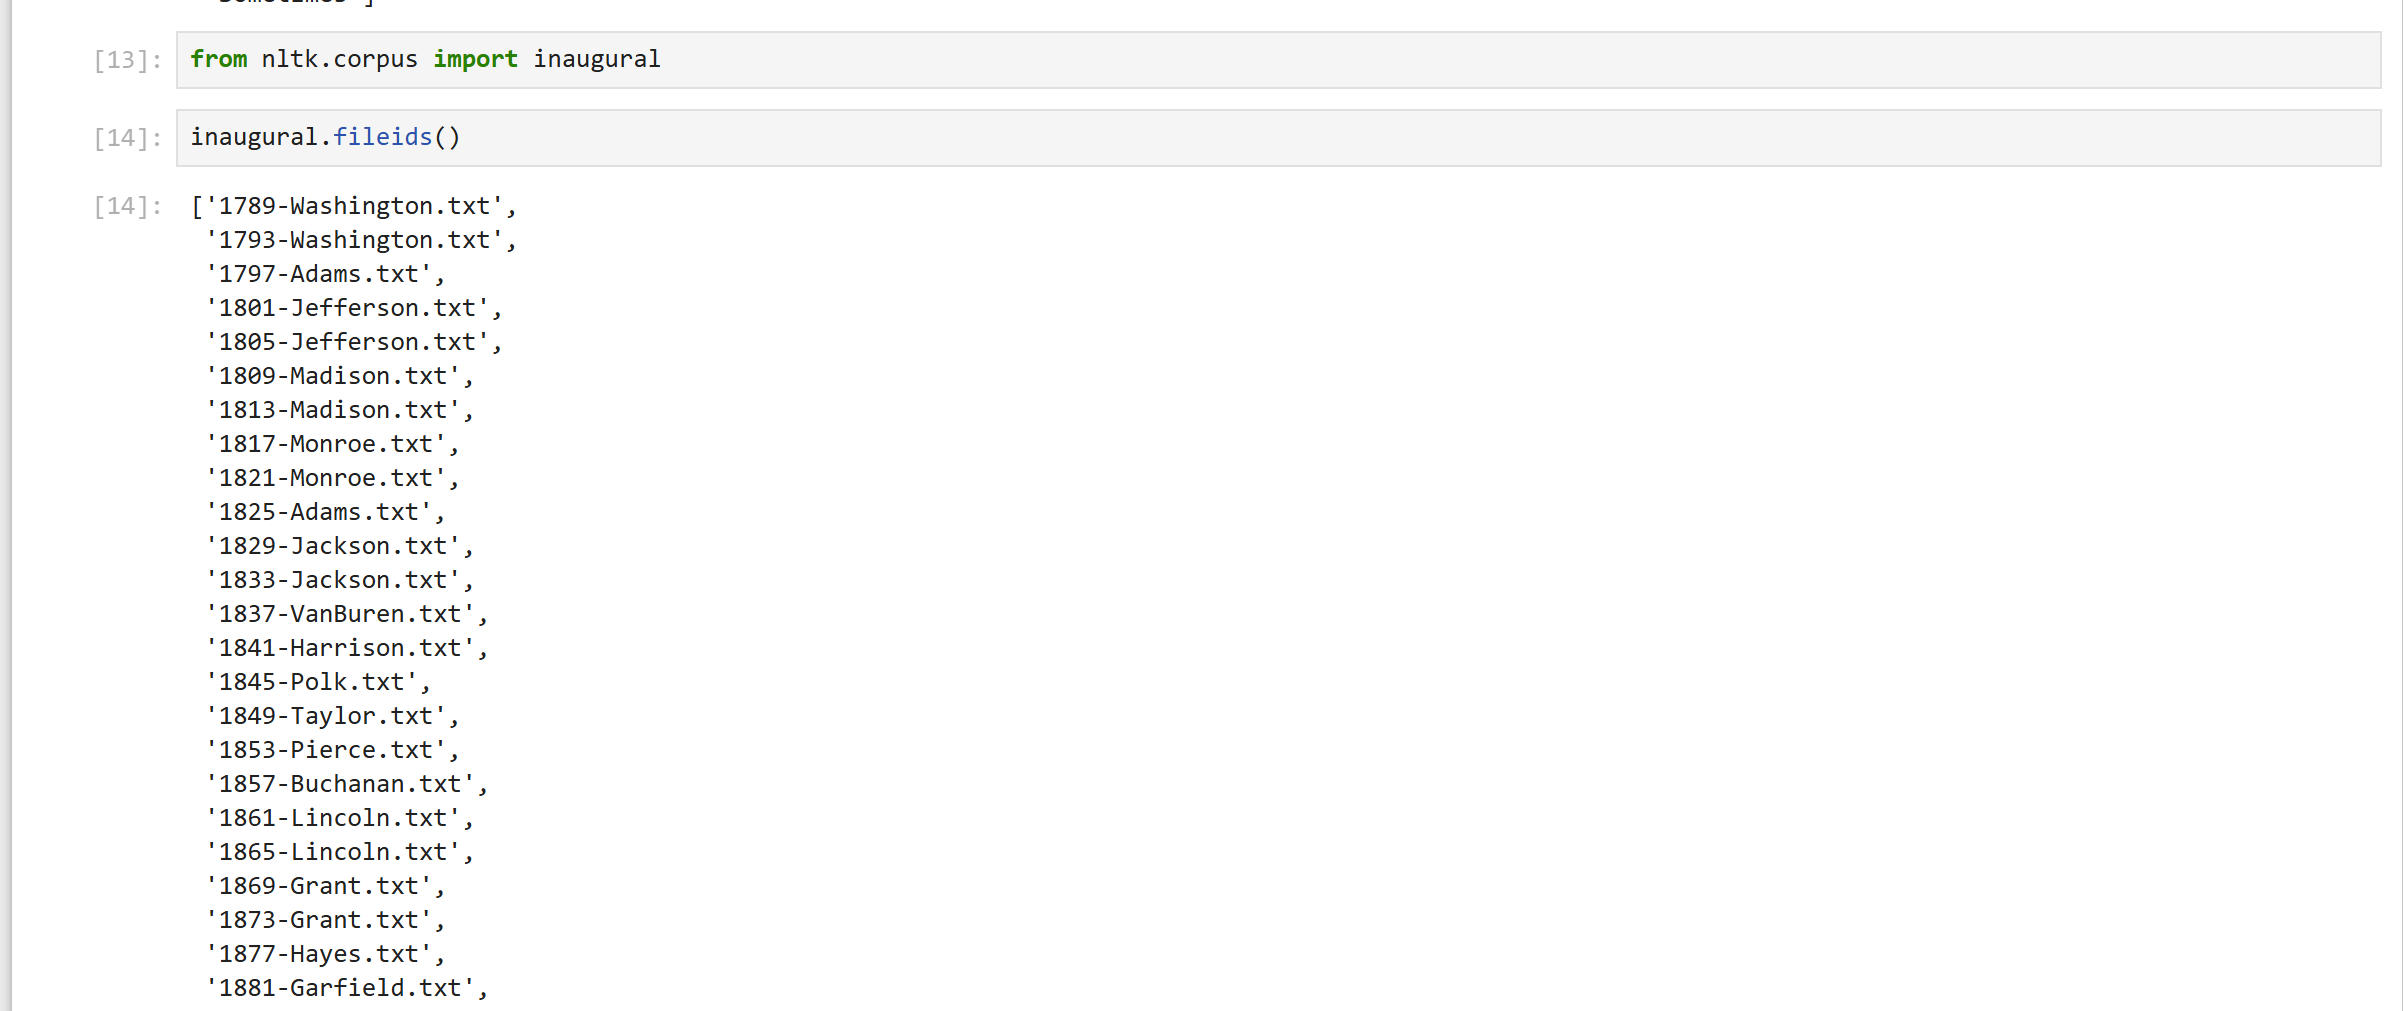 [13]: from nltk.corpus import inaugural
[14]: inaugural.fileids()
[14]: ['1789-Washington.txt',
'1793-Washington.txt',
'1797-Adams.txt',
'1801-Jefferson.txt',
'1805-Jefferson.txt',
'1809-Madison.txt',
'1813-Madison.txt',
'1817-Monroe.txt',
'1821-Monroe.txt',
'1825-Adams.txt',
'1829-Jackson.txt',
'1833-Jackson.txt',
'1837-VanBuren.txt',
'1841-Harrison.txt',
'1845-Polk.txt',
'1849-Taylor.txt',
'1853-Pierce.txt',
'1857-Buchanan.txt',
'1861-Lincoln.txt',
'1865-Lincoln.txt',
'1869-Grant.txt',
'1873-Grant.txt',
'1877-Hayes.txt',
'1881-Garfield.txt',